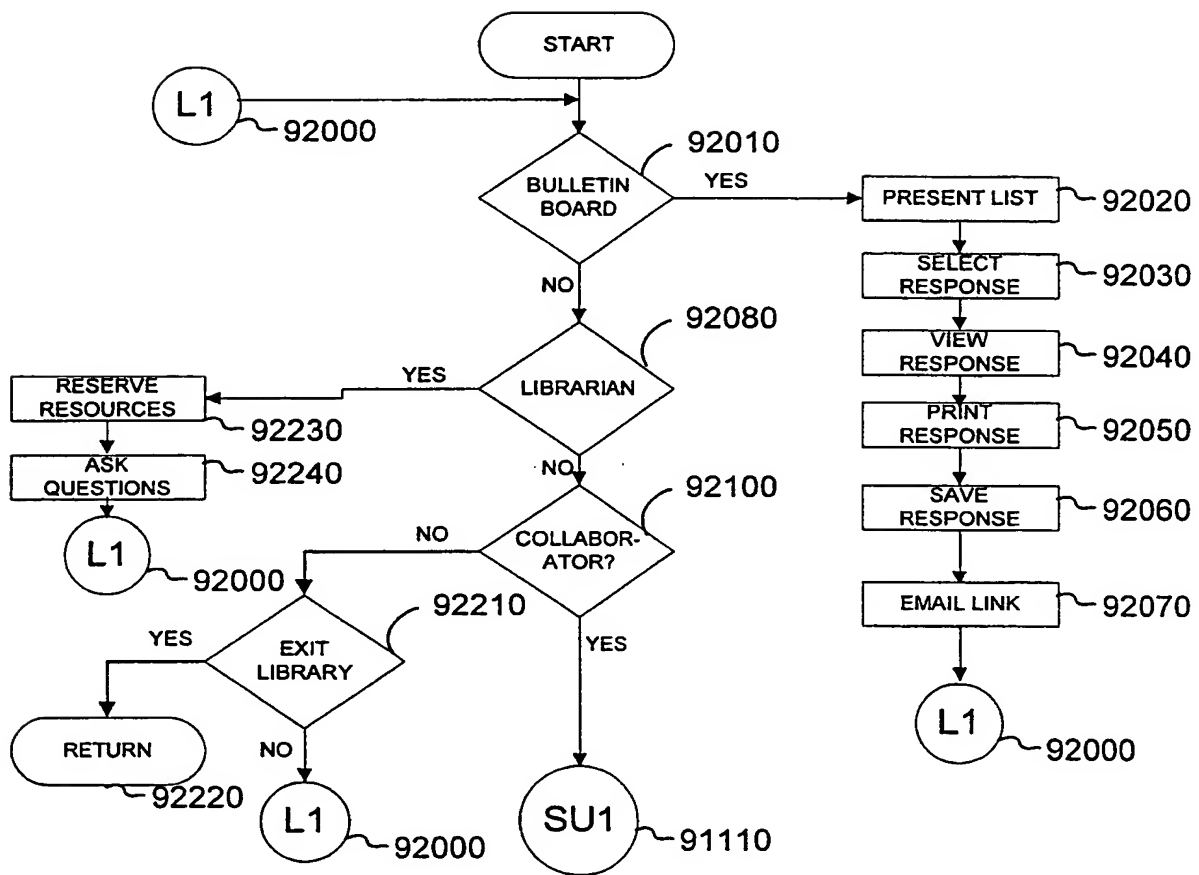 START
L1
92000
92010
BULLETIN
BOARD
YES
PRESENT LIST
92020
SELECT
RESPONSE
92030
NO
VIEW
RESPONSE
92040
92080
LIBRARIAN
YES
RESERVE
RESOURCES
92230
PRINT
RESPONSE
92050
ASK
QUESTIONS
92240
NO
92100
SAVE
RESPONSE
92060
L1
92000
NO
COLLABOR-
ATOR?
EMAIL LINK
92070
92210
YES
EXIT
LIBRARY
YES
L1
92000
RETURN
92220
NO
L1
92000
SU1
91110